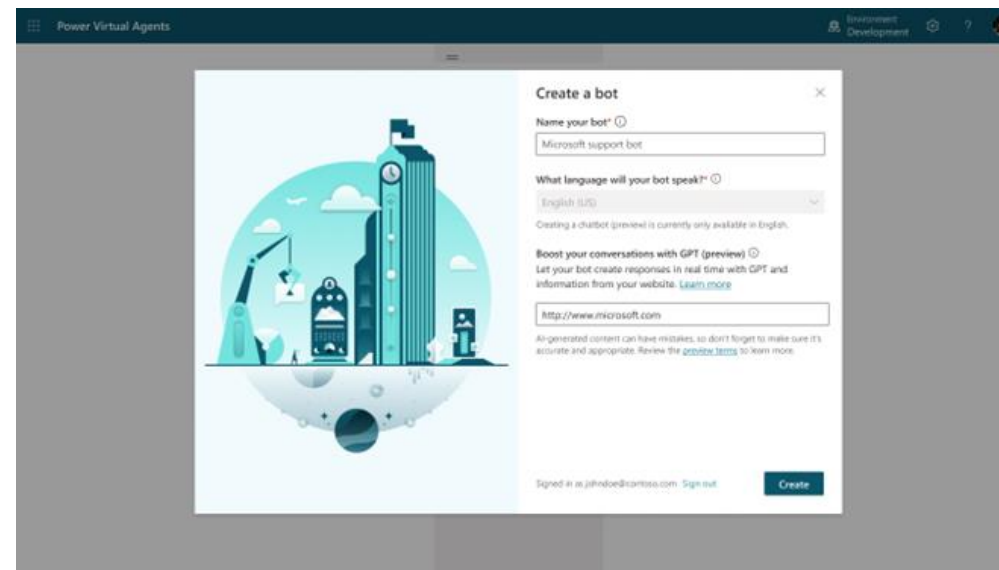 Power Virtual Agents
Environment
Development
?
Create a bot
Name your bot*
Microsoft support bot
What language will your bot speak?*
English (US)
Creating a chatbot (preview) is currently only available in English.
Boost your conversations with GPT (preview)
Let your bot create responses in real time with GPT and
information from your website. Learn more
http://www.microsoft.com
AI-generated content can have mistakes, so don't forget to make sure it's
accurate and appropriate. Review the preview terms to learn more.
Signed in as johndoe@contoso.com Sign out
Create